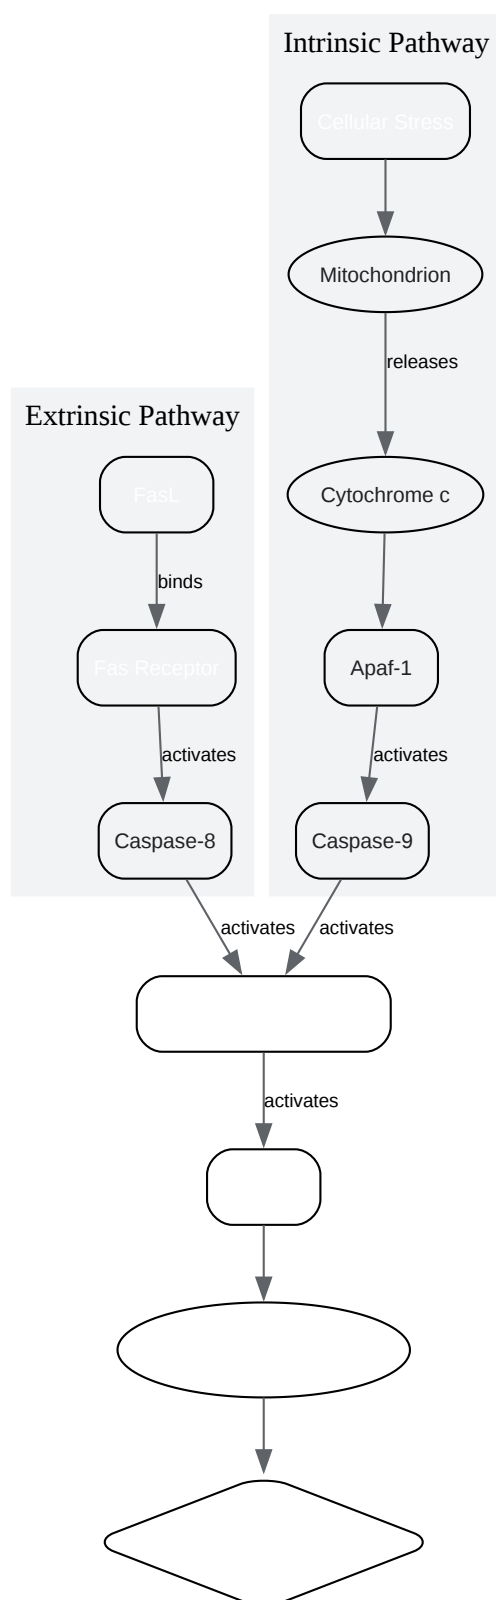 Intrinsic Pathway
Cellular Stress
Mitochondrion
releases
Extrinsic Pathway
Cytochrome c
FasL
binds
Fas Receptor
Apaf-1
activates
activates
Caspase-8
Caspase-9
activates
activates
activates